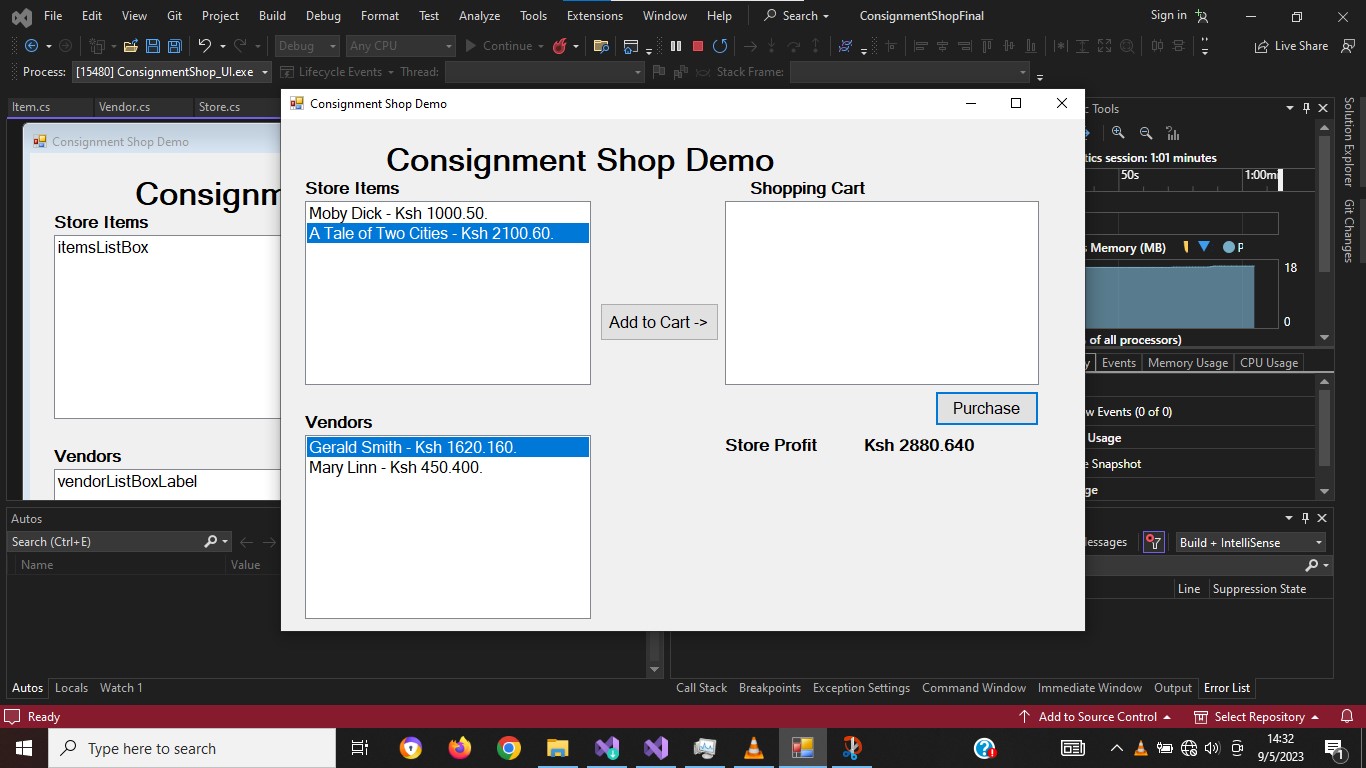 File Edit View Git Project Build Debug Format Test Analyze Tools Extensions Window Help Search ConsignmentShopFinal Sign in
Debug Any CPU Continue Live Share
Process: [15480] ConsignmentShop_UI.exe Lifecycle Events Thread: Stack Frame:
Item.cs Vendor.cs Store.cs
Consignment Shop Demo
Store Items
itemsListBox
Vendors
vendorListBoxLabel
Consignment Shop Demo
Consignment Shop Demo
Store Items
Moby Dick - Ksh 1000.50.
A Tale of Two Cities - Ksh 2100.60.
Add to Cart ->
Shopping Cart
Purchase
Vendors
Gerald Smith - Ksh 1620.160.
Mary Linn - Ksh 450.400.
Store Profit Ksh 2880.640
Tools
session: 1:01 minutes
50s
Memory (MB)
18
0
of all processors)
Events Memory Usage CPU Usage
Events (0 of 0)
Usage
Snapshot
Solution Explorer
Git Changes
Autos
Search (Ctrl+E)
Name Value
Build + IntelliSense
Line Suppression State
Autos Locals Watch 1
Call Stack Breakpoints Exception Settings Command Window Immediate Window Output Error List
Ready
Add to Source Control Select Repository
Type here to search
14:32
9/5/2023
1